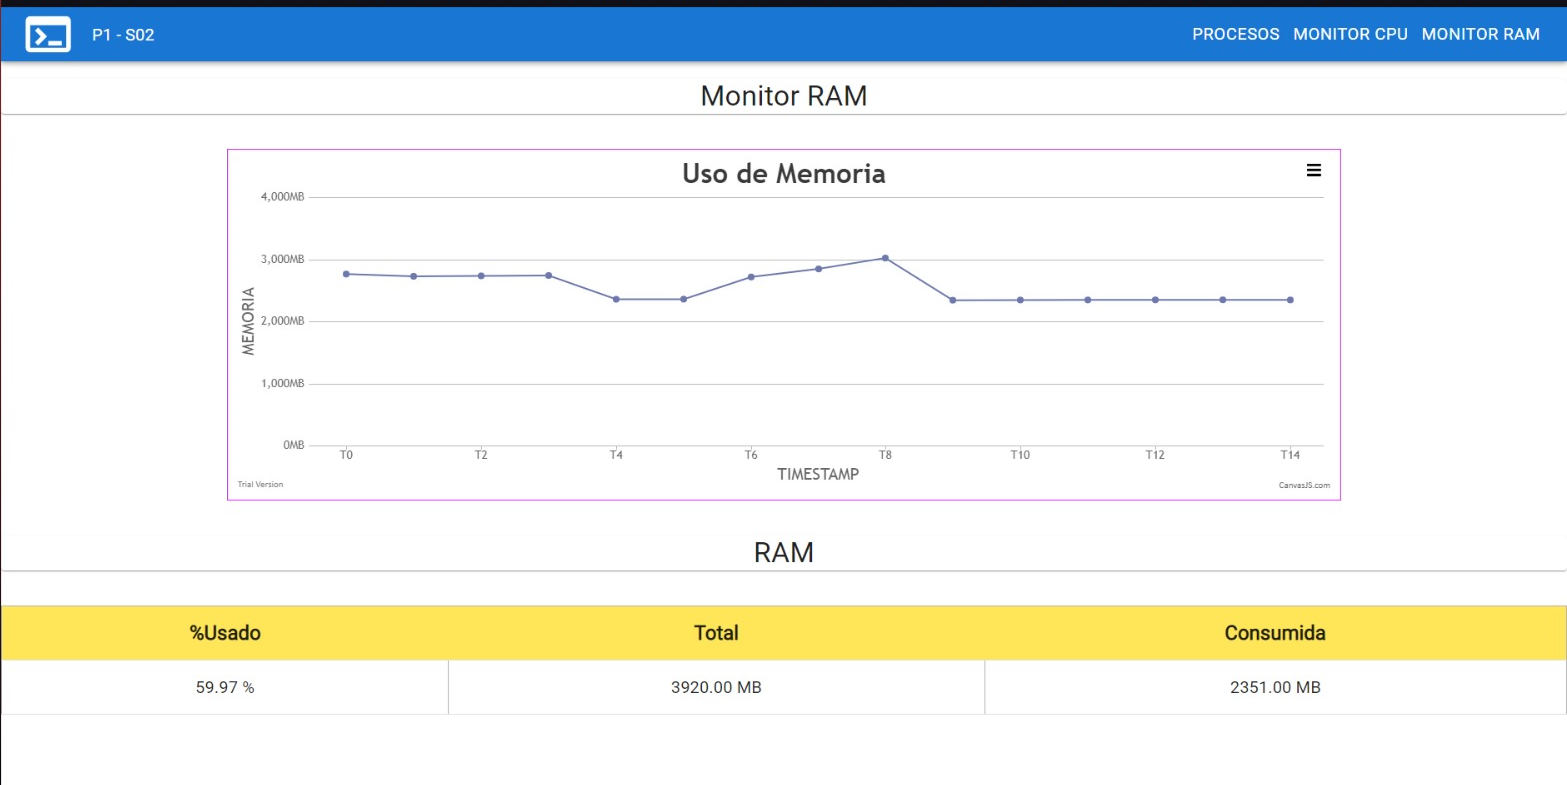 P1 - S02 PROCESOS MONITOR CPU MONITOR RAM
Monitor RAM
Uso de Memoria
4,000MB
3,000MB
2,000MB
1,000MB
0MB
MEMORIA
T0 T2 T4 T6 T8 T10 T12 T14
TIMESTAMP
Trial Version CanvasJS.com
RAM
%Usado Total Consumida
59.97 % 3920.00 MB 2351.00 MB